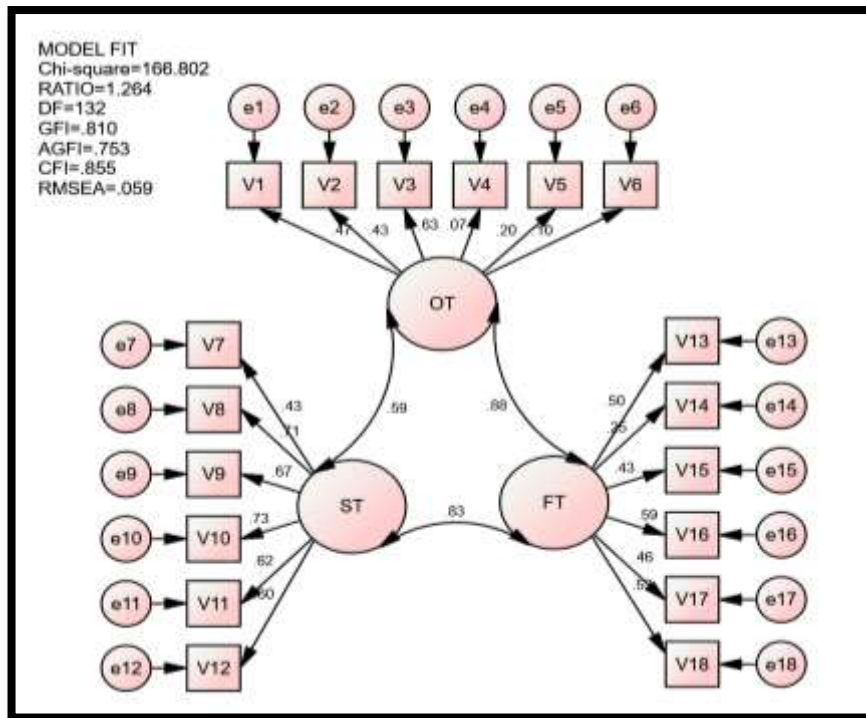 MODEL FIT
Chi-square=166.802
RATIO=1.264
DF=132
GFI=.810
AGFI=.753
CFI=.855
RMSEA=.059
e1 e2 e3 e4 e5 e6
V1 V2 V3 V4 V5 V6
.47 .43 .63 .07 .20 .10
OT
e7 V7
e8 V8
e9 V9
e10 V10
e11 V11
e12 V12
.43
.71
.67
.73
.62
.60
ST
.59
.88
.83
FT
.50
.25
.43
.59
.46
V13 e13
V14 e14
V15 e15
V16 e16
V17 e17
V18 e18